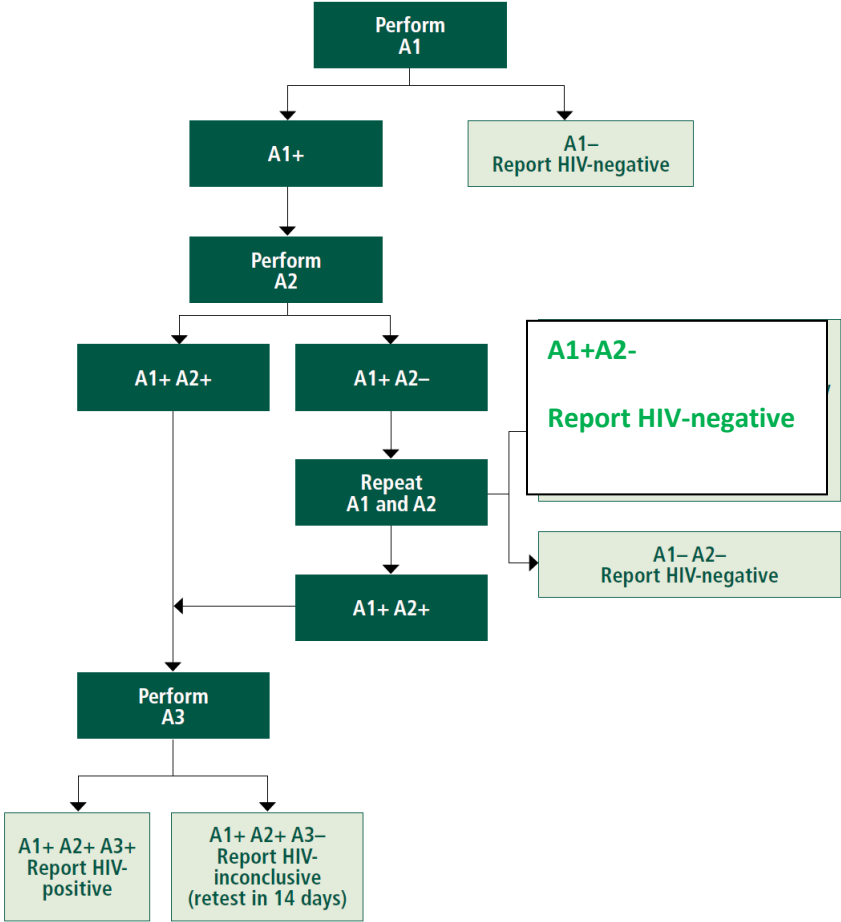 Perform
A1
A1+
A1–
Report HIV-negative
Perform
A2
A1+ A2+
A1+ A2–
A1+A2-
Report HIV-negative
Repeat
A1 and A2
A1– A2–
Report HIV-negative
A1+ A2+
Perform
A3
A1+ A2+ A3+
Report HIV-
positive
A1+ A2+ A3–
Report HIV-
inconclusive
(retest in 14 days)